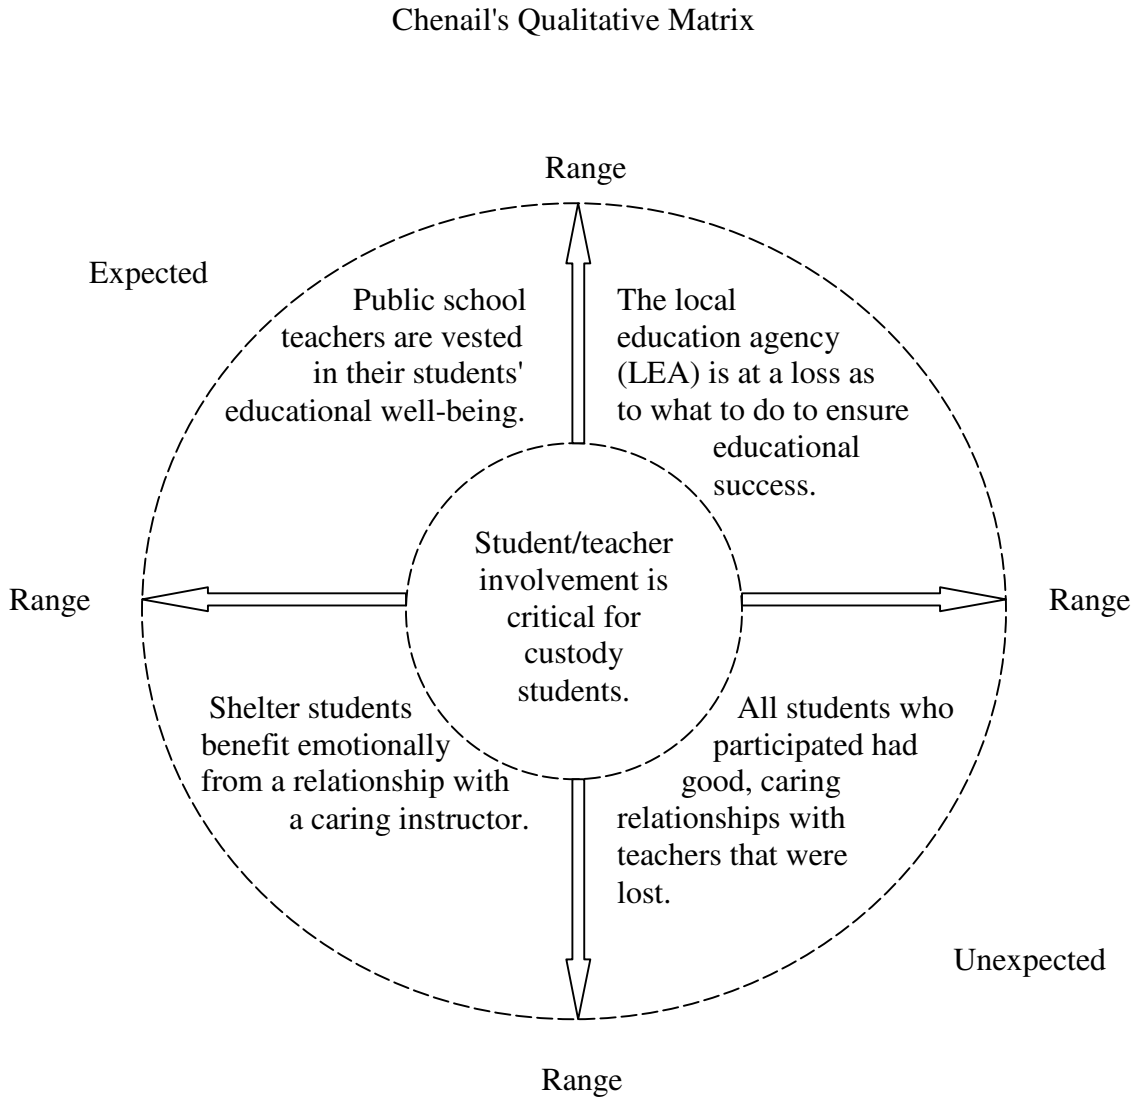 Chenail's Qualitative Matrix
Range
Expected
Public school
teachers are vested
in their students'
educational well-being.
The local
education agency
(LEA) is at a loss as
to what to do to ensure
educational
success.
Student/teacher
involvement is
critical for
custody
students.
Range
Range
Shelter students
benefit emotionally
from a relationship with
a caring instructor.
All students who
participated had
good, caring
relationships with
teachers that were
lost.
Unexpected
Range